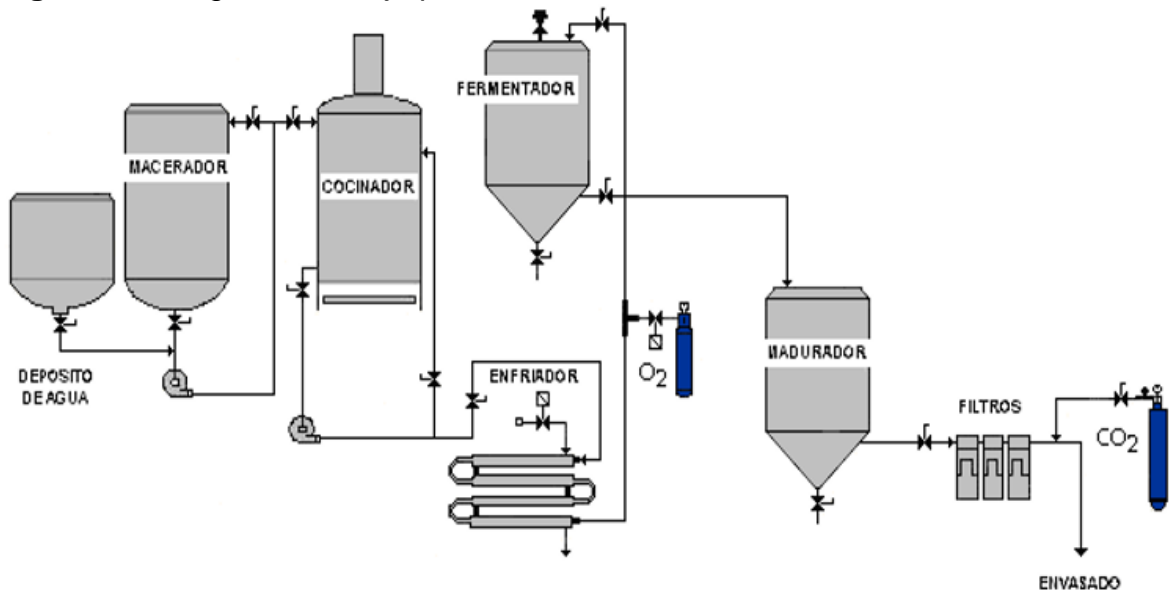 FERMENTADOR
MACERADOR
COCINADOR
DEPOSITO
DE AGUA
ENFRIADOR
O2
MADURADOR
FILTROS
CO2
ENVASADO